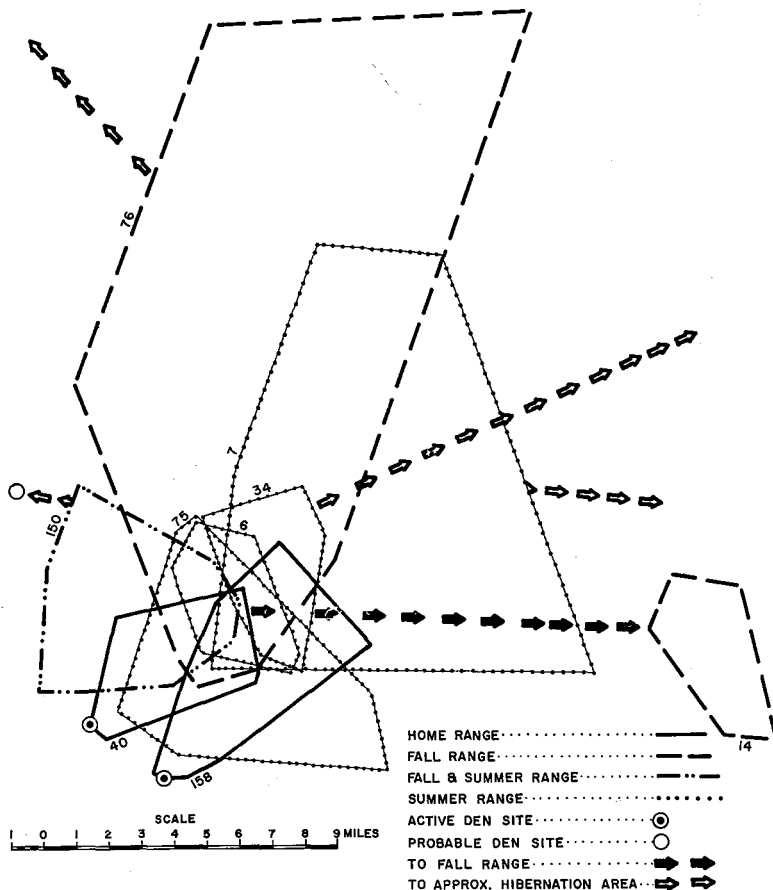 76
7
34
75
6
150
14
40
158
HOME RANGE
FALL RANGE
FALL & SUMMER RANGE
SUMMER RANGE
ACTIVE DEN SITE
PROBABLE DEN SITE
TO FALL RANGE
TO APPROX. HIBERNATION AREA
SCALE
1 0 1 2 3 4 5 6 7 8 9 MILES